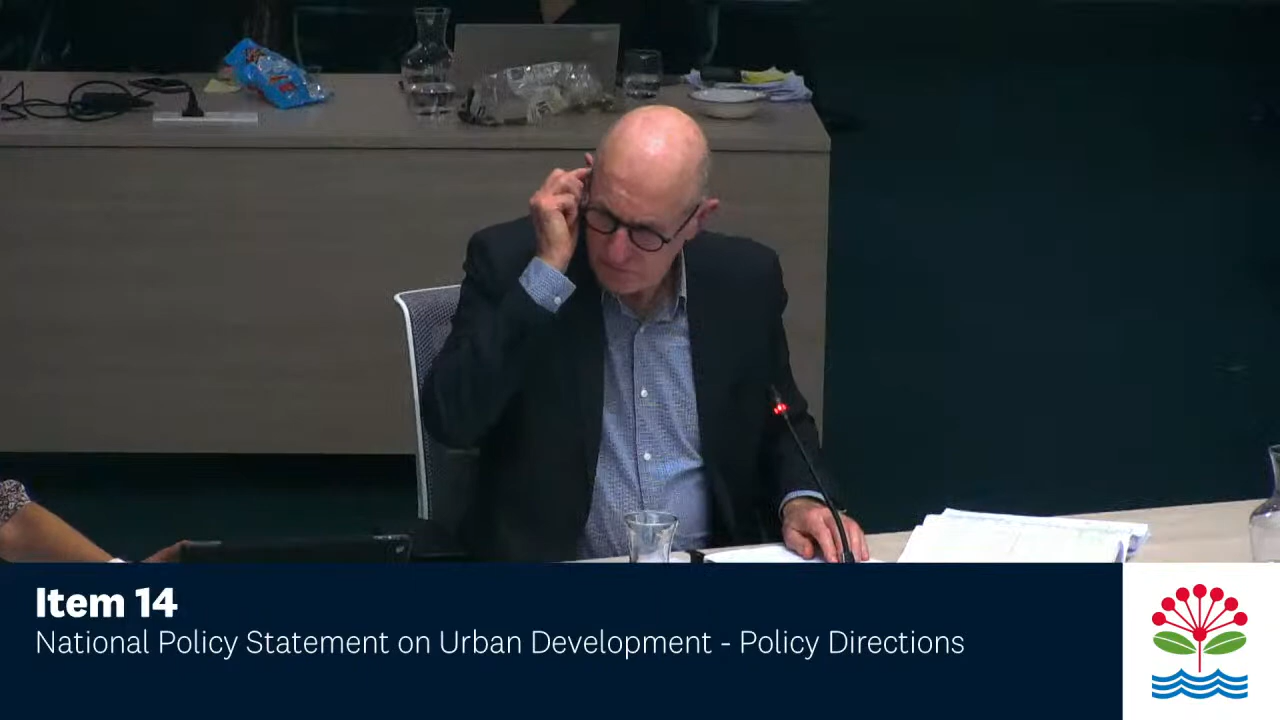 Item 14
National Policy Statement on Urban Development - Policy Directions